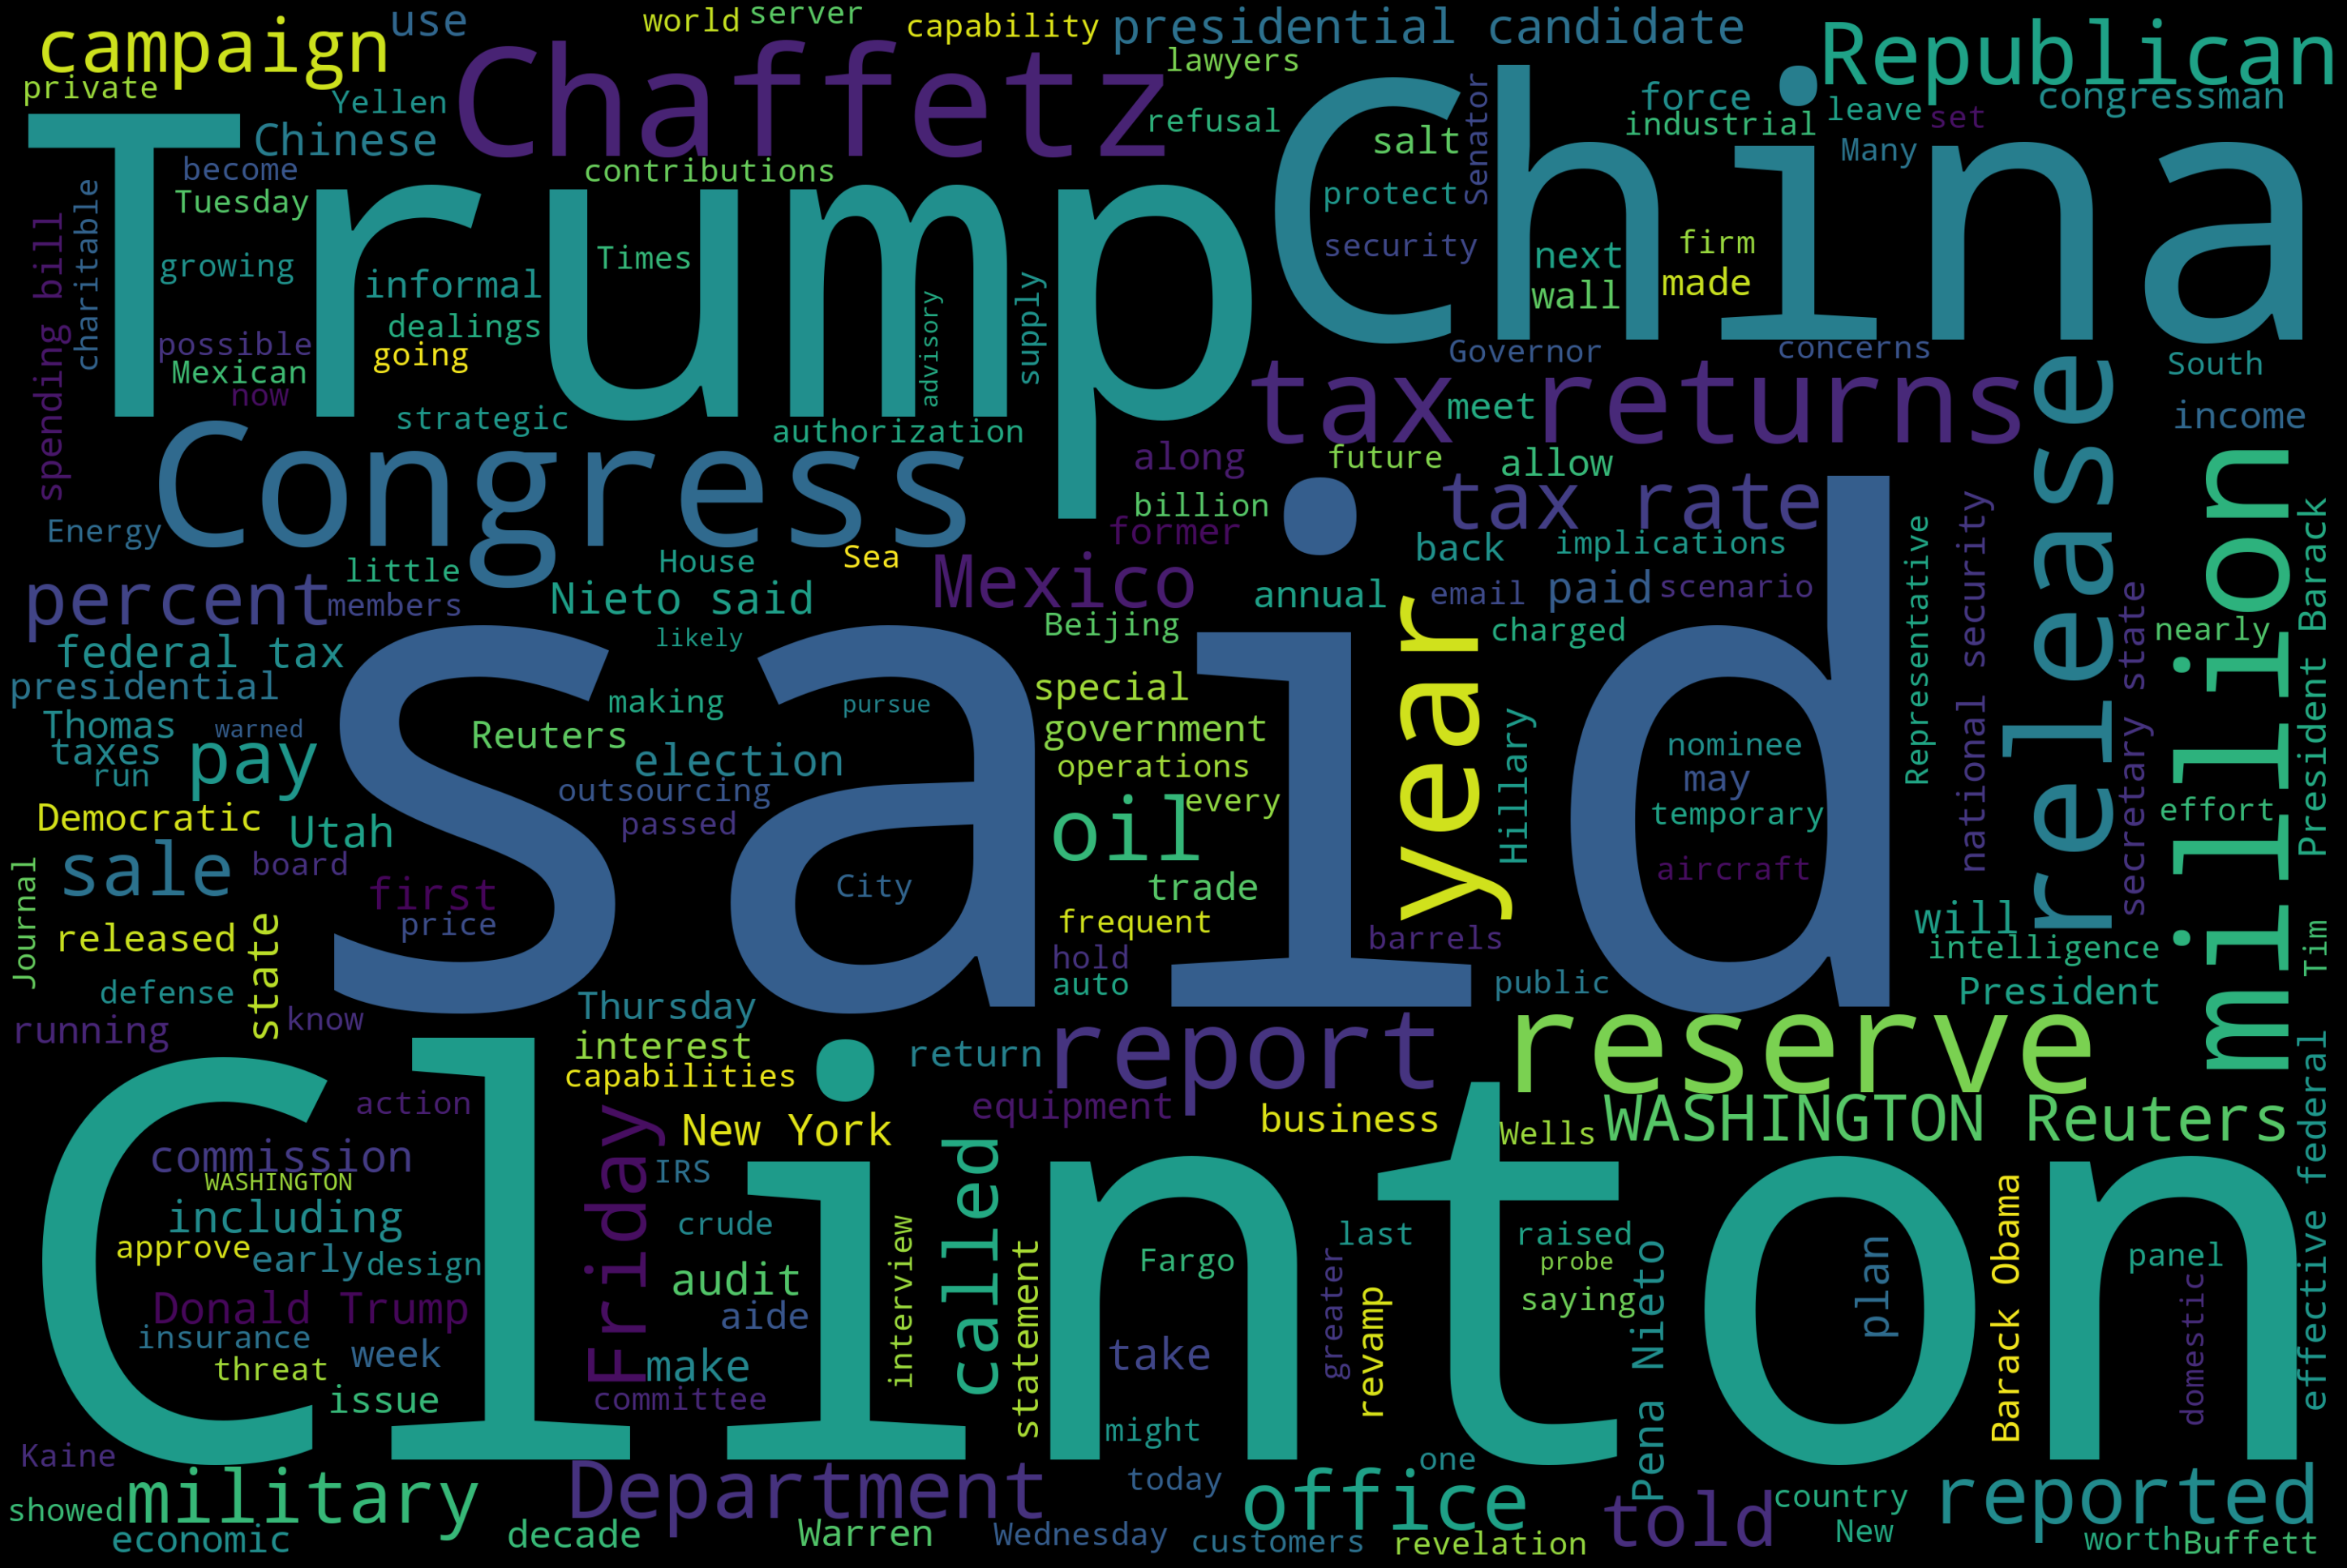 campaign
use
world
server
capability
presidential candidate
Republican
private
Yellen
Chaffetz
lawyers
force
leave
set
congressman
Chinese
Trump
China
refusal
salt
industrial
Many
become
contributions
Senator
Tuesday
charitable
protect
spending bill
growing
informal
Times
security
next
firm
wall
made
dealings
advisory
supply
possible
going
Mexican
now
Governor
concerns
South
strategic
tax returns
meet
release
income
Congress
authorization
along
future
allow
billion
tax rate
million
former
Energy
little
House
Sea
back
implications
President Barack
percent
members
Nieto said
Mexico
annual
email
paid
scenario
Representative
national security
secretary state
federal tax
likely
Beijing
year
charged
nearly
presidential
making
pursue
special
said
Thomas
warned
Reuters
government
Hillary
nominee
taxes
run
pay
election
operations
may
outsourcing
oil
every
temporary
effort
Democratic
Utah
passed
sale
board
City
aircraft
Journal
first
trade
price
frequent
barrels
will
released
state
hold
intelligence
Tim
defense
auto
public
President
running
know
Thursday
interest
return
report
reserve
capabilities
effective federal
Clinton
action
Friday
equipment
business
WASHINGTON Reuters
commission
New York
called
Wells
WASHINGTON
IRS
including
crude
interview
last
raised
Barack Obama
approve
early
design
audit
statement
Fargo
greater
probe
Pena Nieto
plan
panel
Donald Trump
aide
revamp
saying
domestic
insurance
week
threat
make
take
issue
committee
might
Kaine
military
Department
today
office
one
told
country
reported
showed
economic
decade
Warren
Wednesday
customers
revelation
New
worth
Buffett